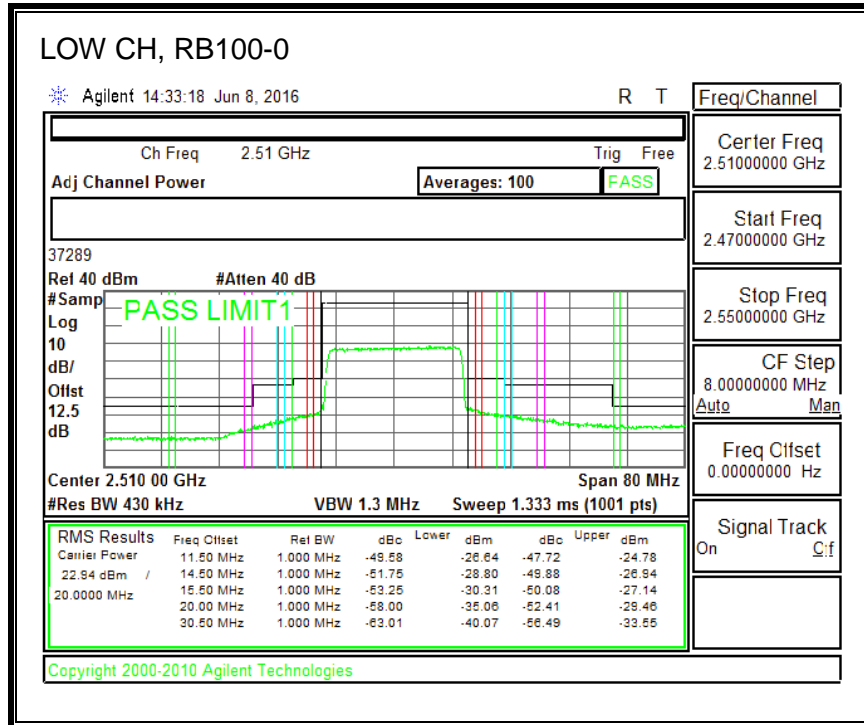 LOW CH, RB100-0
Agilent 14:33:18 Jun 8, 2016 R T
Freq/Channel
Ch Freq 2.51 GHz Trig Free
Adj Channel Power Averages: 100 PASS
Center Freq
2.51000000 GHz
Start Freq
2.47000000 GHz
Stop Freq
2.55000000 GHz
CF Step
8.00000000 MHz
Auto Man
Freq Offset
0.00000000 Hz
Signal Track
On Off
37289
Ref 40 dBm #Atten 40 dB
#Samp
Log
10
dB/
Offst
12.5
dB
PASS LIMIT1
Center 2.510 00 GHz Span 80 MHz
#Res BW 430 kHz VBW 1.3 MHz Sweep 1.333 ms (1001 pts)
RMS Results Freq Offset Ref BW dBc Lower dBm dBc Upper dBm
Carrier Power 11.50 MHz 1.000 MHz -49.58 -26.64 -47.72 -24.78
22.94 dBm / 14.50 MHz 1.000 MHz -51.75 -28.80 -49.88 -26.94
20.0000 MHz 15.50 MHz 1.000 MHz -53.25 -30.31 -50.08 -27.14
20.00 MHz 1.000 MHz -58.00 -35.06 -52.41 -29.46
30.50 MHz 1.000 MHz -63.01 -40.07 -56.49 -33.55
Copyright 2000-2010 Agilent Technologies